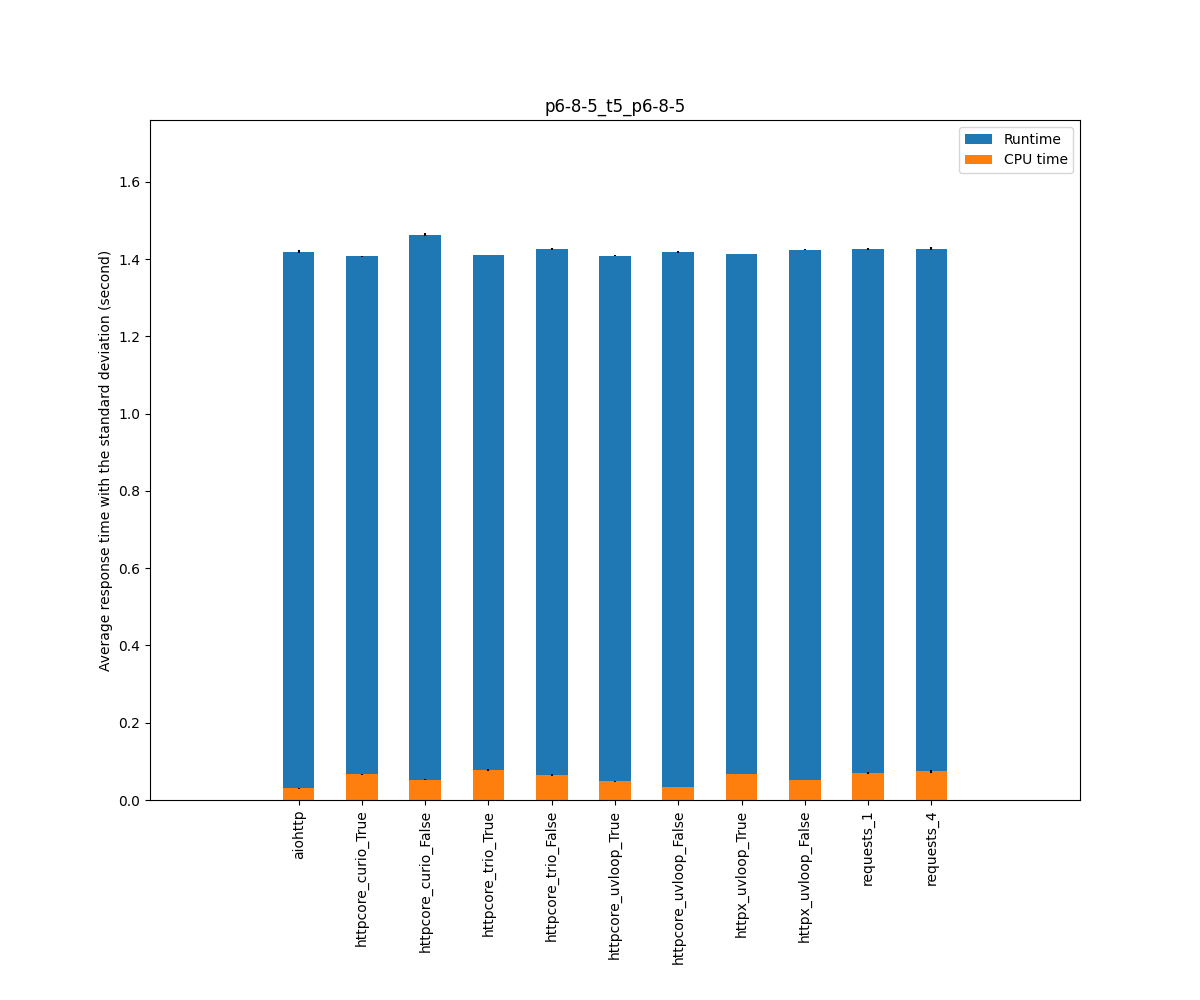 p6-8-5_t5_p6-8-5
Runtime
CPU time
Average response time with the standard deviation (second)
1.6
1.4
1.2
1.0
0.8
0.6
0.4
0.2
0.0
aiohttp
httpcore_curio_True
httpcore_curio_False
httpcore_trio_True
httpcore_trio_False
httpcore_uvloop_True
httpcore_uvloop_False
httpx_uvloop_True
httpx_uvloop_False
requests_1
requests_4